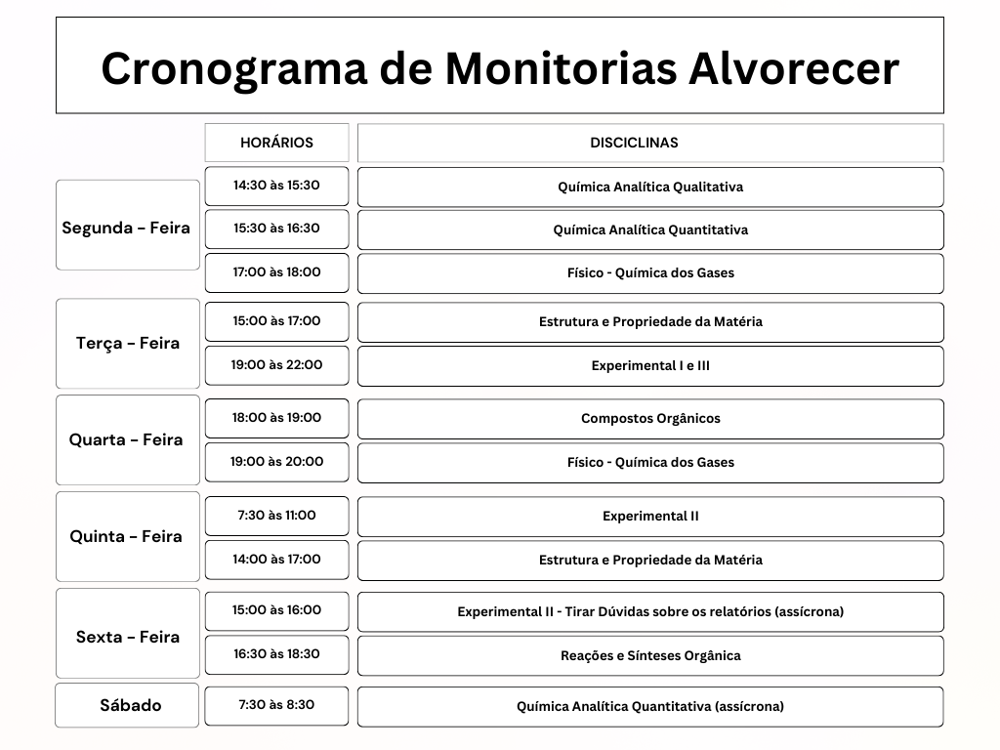 Cronograma de Monitorias Alvorecer
HORÁRIOS
DISCICLINAS
Segunda - Feira
14:30 às 15:30
Química Analítica Qualitativa
15:30 às 16:30
Química Analítica Quantitativa
17:00 às 18:00
Físico - Química dos Gases
Terça - Feira
15:00 às 17:00
Estrutura e Propriedade da Matéria
19:00 às 22:00
Experimental I e III
Quarta - Feira
18:00 às 19:00
Compostos Orgânicos
19:00 às 20:00
Físico - Química dos Gases
Quinta - Feira
7:30 às 11:00
Experimental II
14:00 às 17:00
Estrutura e Propriedade da Matéria
Sexta - Feira
15:00 às 16:00
Experimental II - Tirar Dúvidas sobre os relatórios (assícrona)
16:30 às 18:30
Reações e Sínteses Orgânica
Sábado
7:30 às 8:30
Química Analítica Quantitativa (assícrona)